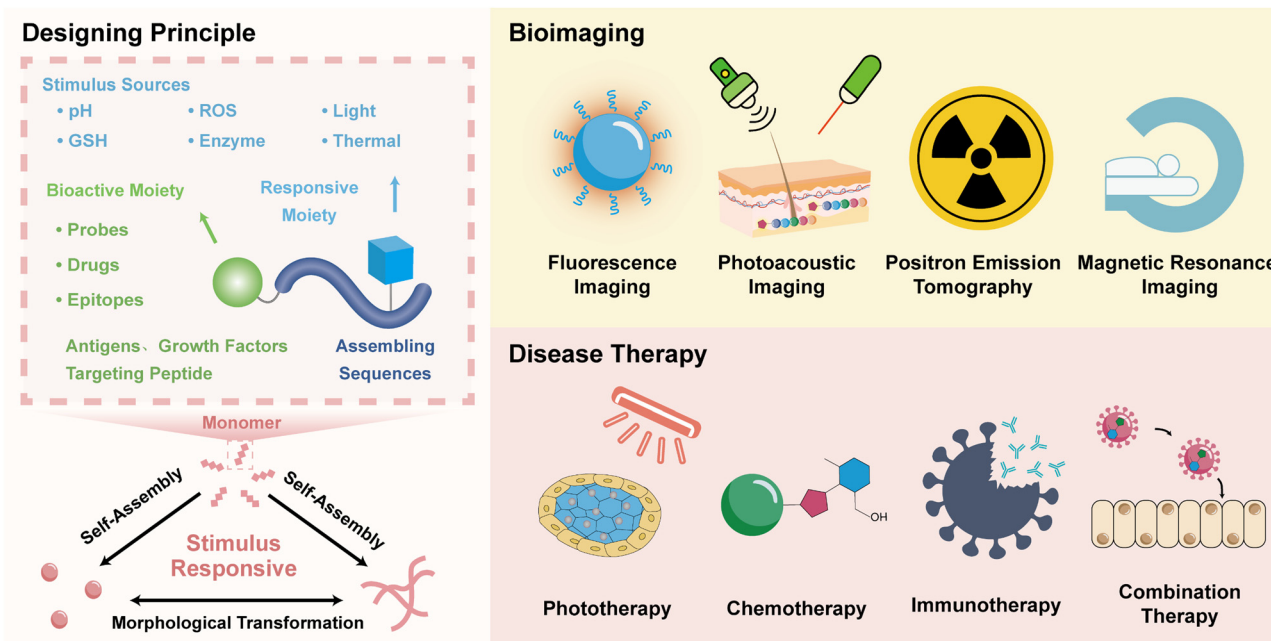 Designing Principle
Stimulus Sources
• pH
• ROS
• Light
• GSH
• Enzyme
• Thermal
Bioactive Moiety
Responsive
Moiety
• Probes
• Drugs
• Epitopes
Antigens、Growth Factors
Targeting Peptide
Assembling
Sequences
Monomer
Self-Assembly
Self-Assembly
Stimulus
Responsive
Morphological Transformation
Bioimaging
Fluorescence
Imaging
Photoacoustic
Imaging
Positron Emission
Tomography
Magnetic Resonance
Imaging
Disease Therapy
OH
Phototherapy
Chemotherapy
Immunotherapy
Combination
Therapy